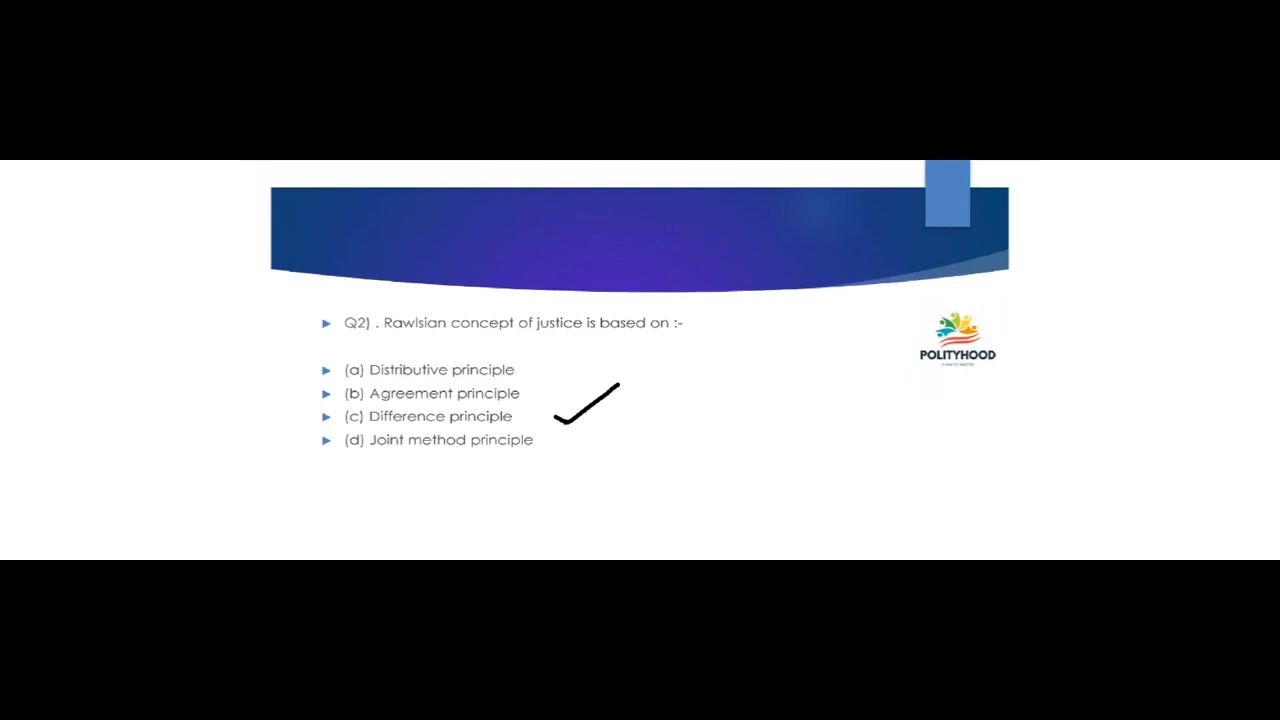 Q2) . Rawlsian concept of justice is based on :-
(a) Distributive principle
(b) Agreement principle
(c) Difference principle
(d) Joint method principle
POLITYHOOD